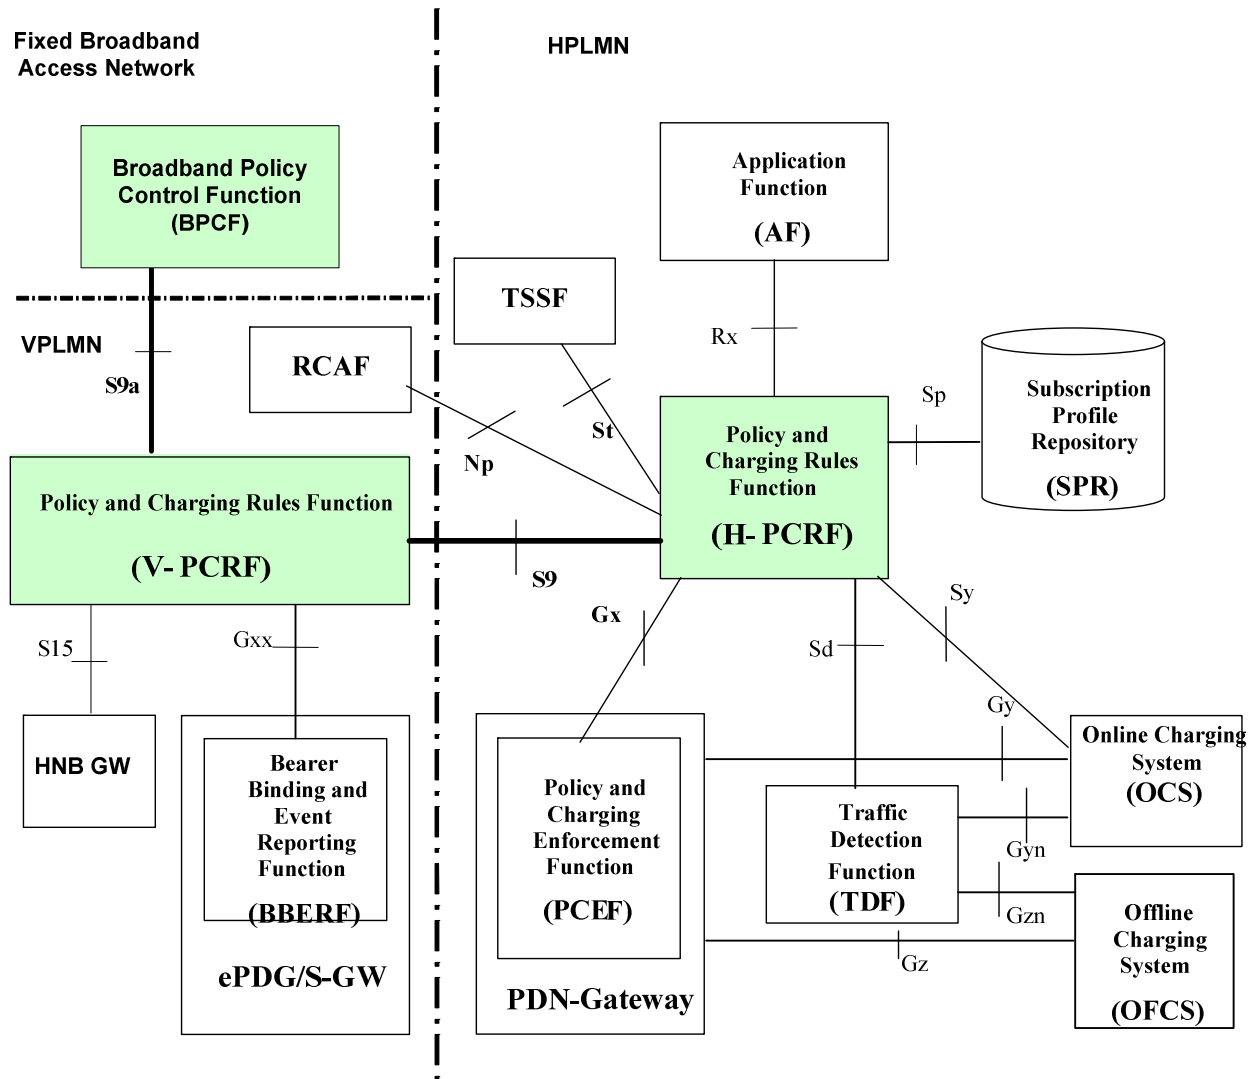 Fixed Broadband
Access Network
HPLMN
Broadband Policy
Control Function
(BPCF)
Application
Function
(AF)
TSSF
VPLMN
RCAF
Rx
S9a
Sp
Subscription
Profile
Repository
(SPR)
St
Np
Policy and
Charging Rules
Function
(H- PCRF)
Policy and Charging Rules Function
(V- PCRF)
S9
Gx
Sy
S15
Gxx
Sd
Gy
HNB GW
Bearer
Binding and
Event
Reporting
Function
(BBERF)
ePDG/S-GW
Policy and
Charging
Enforcement
Function
(PCEF)
PDN-Gateway
Traffic
Detection
Function
(TDF)
Online Charging
System
(OCS)
Gyn
Gzn
Gz
Offline
Charging
System
(OFCS)